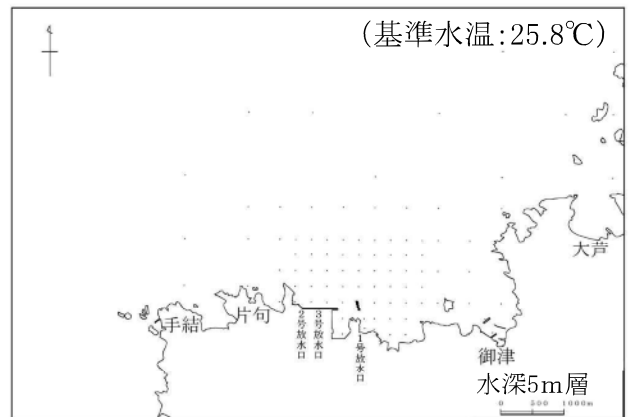 (基準水温:25.8℃)
大芦
手結
片句
2号放水口
3号放水口
1号放水口
御津
水深5m層
0 500 1000m